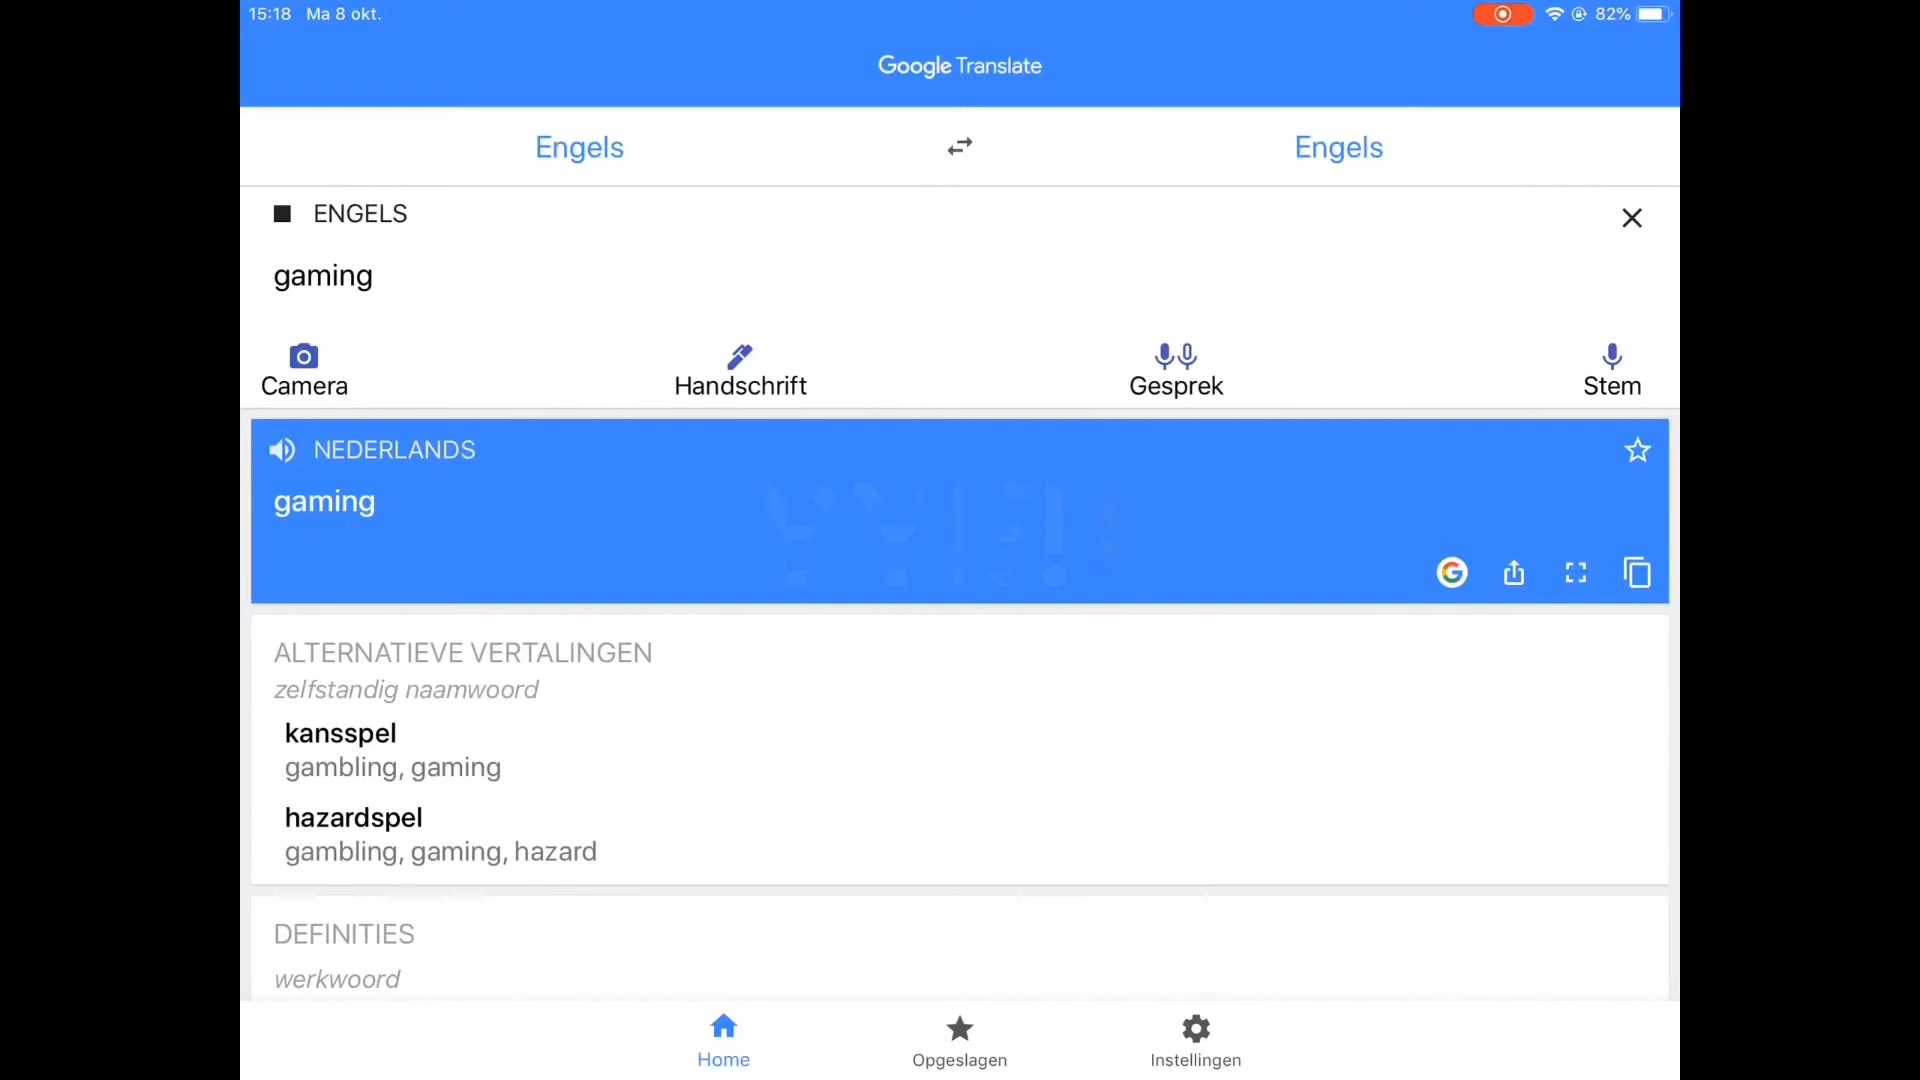 15:18 Ma 8 okt.
82%
Google Translate
Engels
Engels
ENGELS
gaming
Camera
Handschrift
Gesprek
Stem
NEDERLANDS
gaming
ALTERNATIEVE VERTALINGEN
zelfstandig naamwoord
kansspel
gambling, gaming
hazardspel
gambling, gaming, hazard
DEFINITIES
werkwoord
Home
Opgeslagen
Instellingen